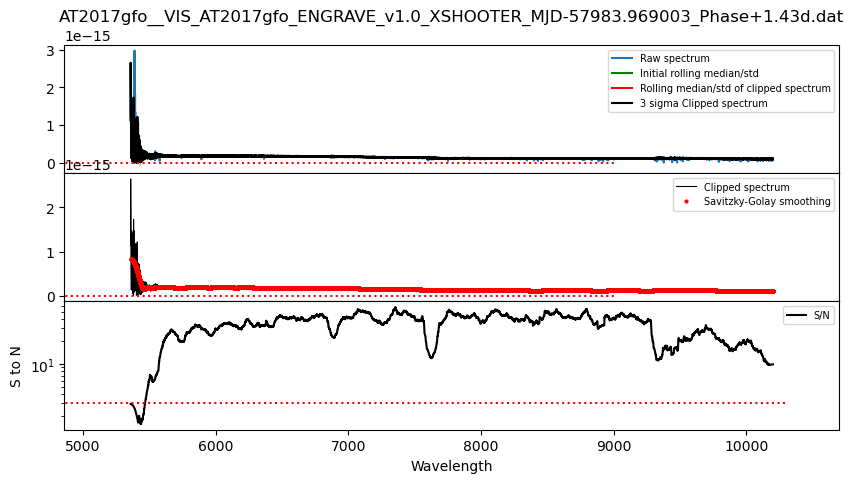 AT2017gfo__VIS_AT2017gfo_ENGRAVE_v1.0_XSHOOTER_MJD-57983.969003_Phase+1.43d.dat
1e−15
3
2
1
0
Raw spectrum
Initial rolling median/std
Rolling median/std of clipped spectrum
3 sigma Clipped spectrum
1e−15
2
1
0
Clipped spectrum
Savitzky-Golay smoothing
S to N
10^1
S/N
5000 6000 7000 8000 9000 10000
Wavelength